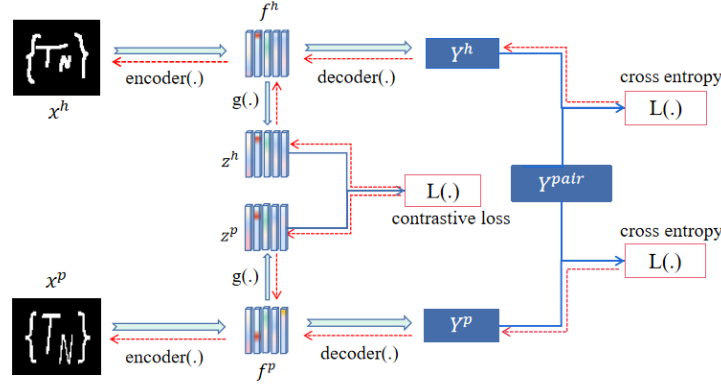 f^h
{T_N}
encoder(.)
decoder(.)
Y^h
x^h
g(.)
cross entropy
L(.)
z^h
L(.)
contrastive loss
Y^pair
z^p
cross entropy
L(.)
x^p
g(.)
{T_N}
encoder(.)
decoder(.)
Y^p
f^p